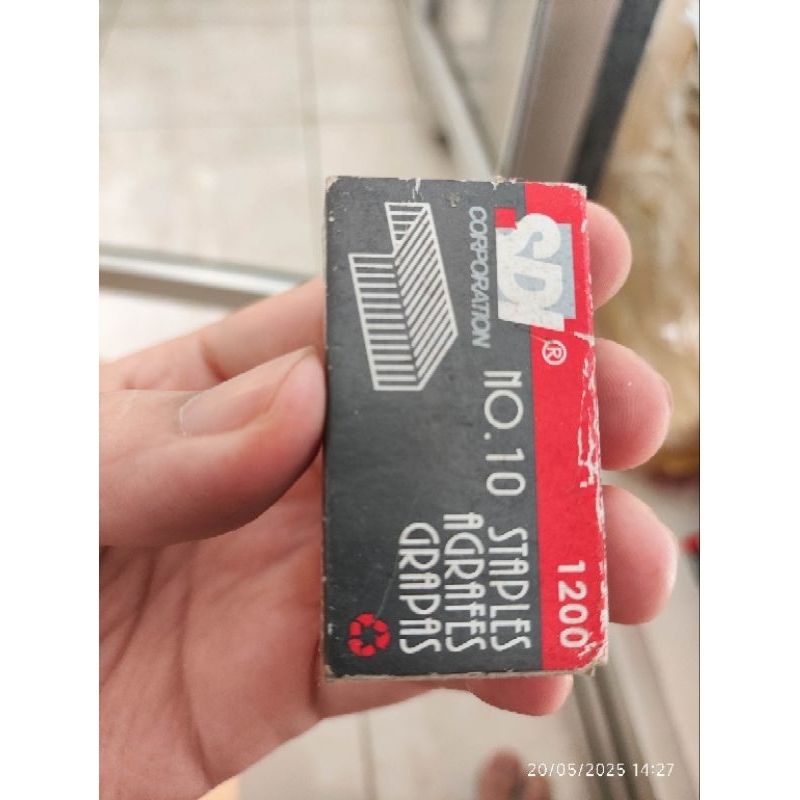 SDI®
CORPORATION
1200
NO.10
STAPLES
AGRAFES
GRAPAS
20/05/2025 14:27